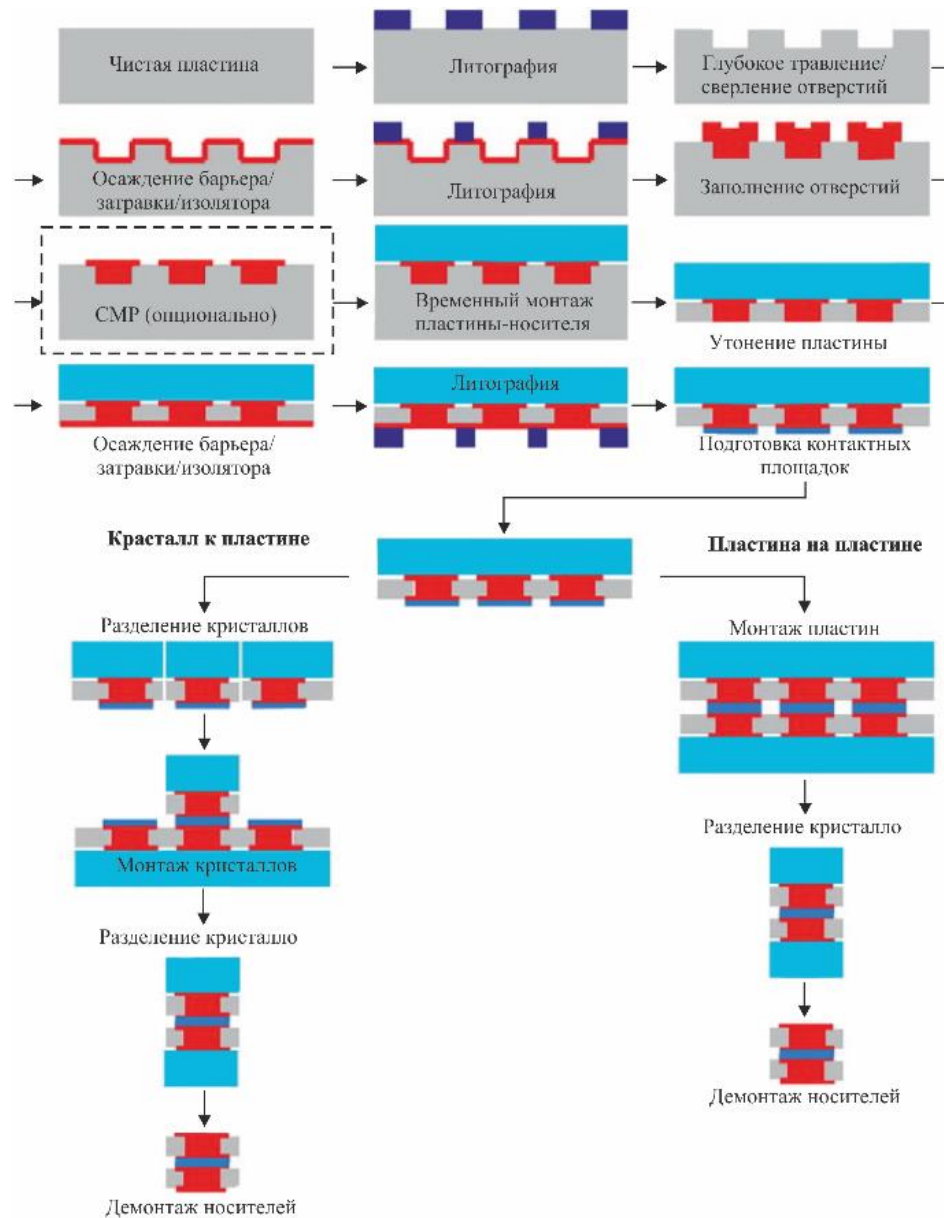 Чистая пластина
Литография
Глубокое травление/
сверление отверстий
Осаждение барьера/
затравки/изолятора
Литография
Заполнение отверстий
CMP (опционально)
Временный монтаж
пластины-носителя
Утонение пластины
Осаждение барьера/
затравки/изолятора
Литография
Подготовка контактных
площадок
Красталл к пластине
Пластина на пластине
Разделение кристаллов
Монтаж пластин
Монтаж кристаллов
Разделение кристалло
Разделение кристалло
Демонтаж носителей
Демонтаж носителей